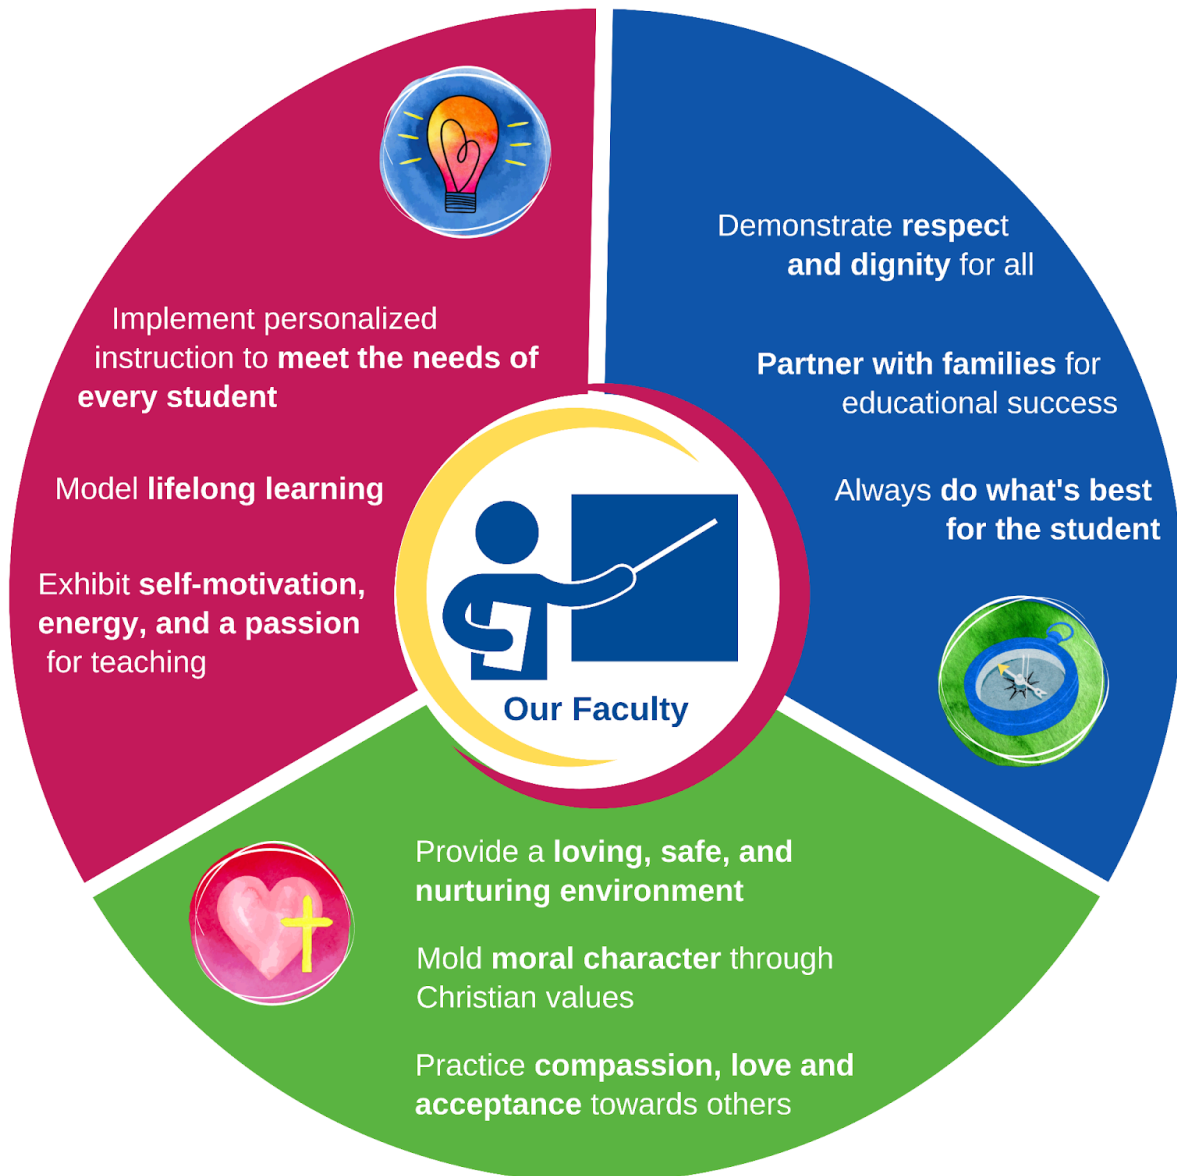 Implement personalized
instruction to meet the needs of
every student
Model lifelong learning
Exhibit self-motivation,
energy, and a passion
for teaching
Demonstrate respect
and dignity for all
Partner with families for
educational success
Always do what's best
for the student
Our Faculty
Provide a loving, safe, and
nurturing environment
Mold moral character through
Christian values
Practice compassion, love and
acceptance towards others